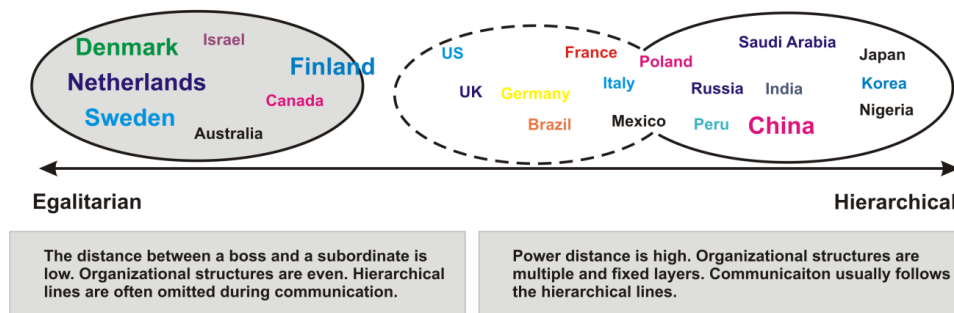 Denmark
Israel
Netherlands
Finland
Canada
Sweden
Australia
US
France
Poland
Saudi Arabia
Japan
UK
Germany
Italy
Russia
India
Korea
Brazil
Mexico
Peru
China
Nigeria
Egalitarian
Hierarchical
The distance between a boss and a subordinate is
low. Organizational structures are even. Hierarchical
lines are often omitted during communication.
Power distance is high. Organizational structures are
multiple and fixed layers. Communicaiton usually follows
the hierarchical lines.